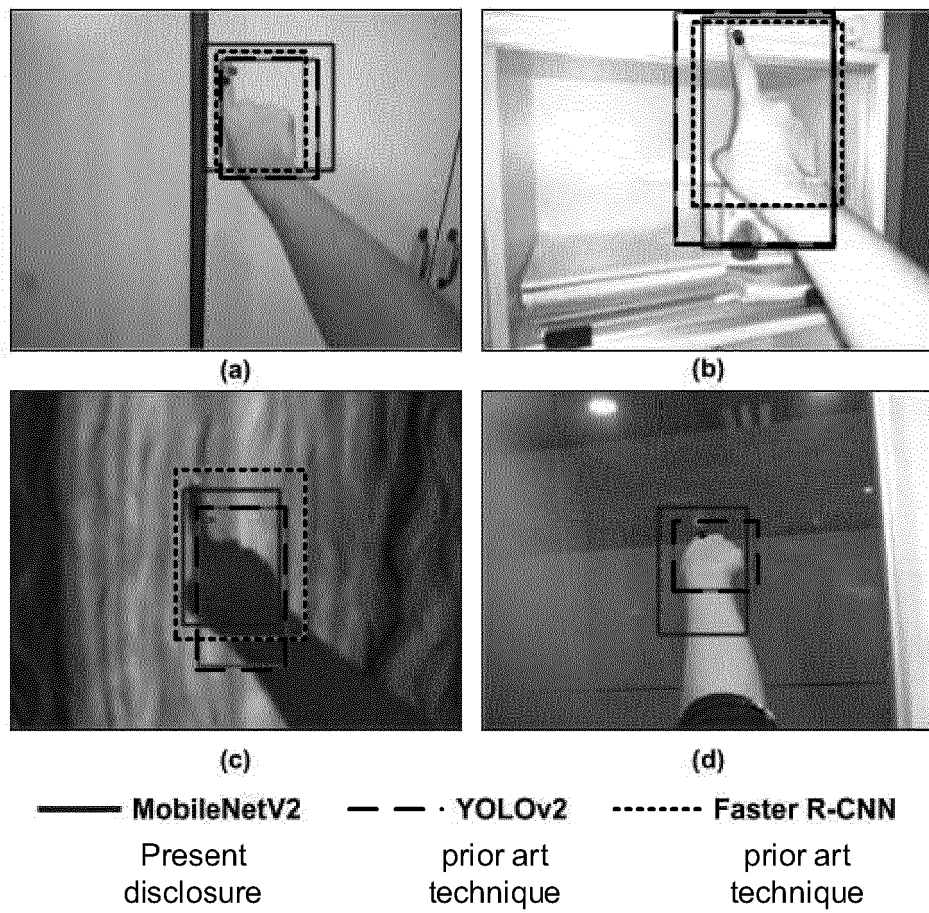 (a)
(b)
(c)
(d)
MobileNetV2
YOLOv2
Faster R-CNN
Present disclosure
prior art technique
prior art technique